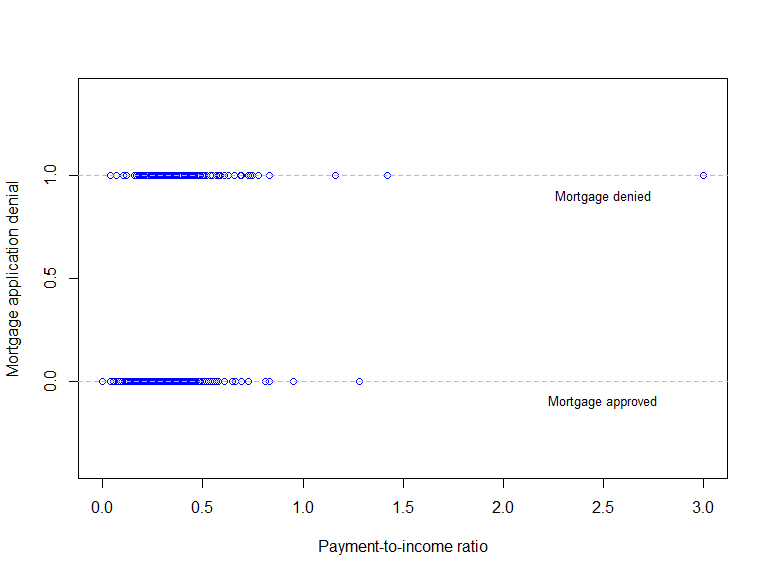 Mortgage application denial
1.0
0.5
0.0
Mortgage denied
Mortgage approved
0.0 0.5 1.0 1.5 2.0 2.5 3.0
Payment-to-income ratio